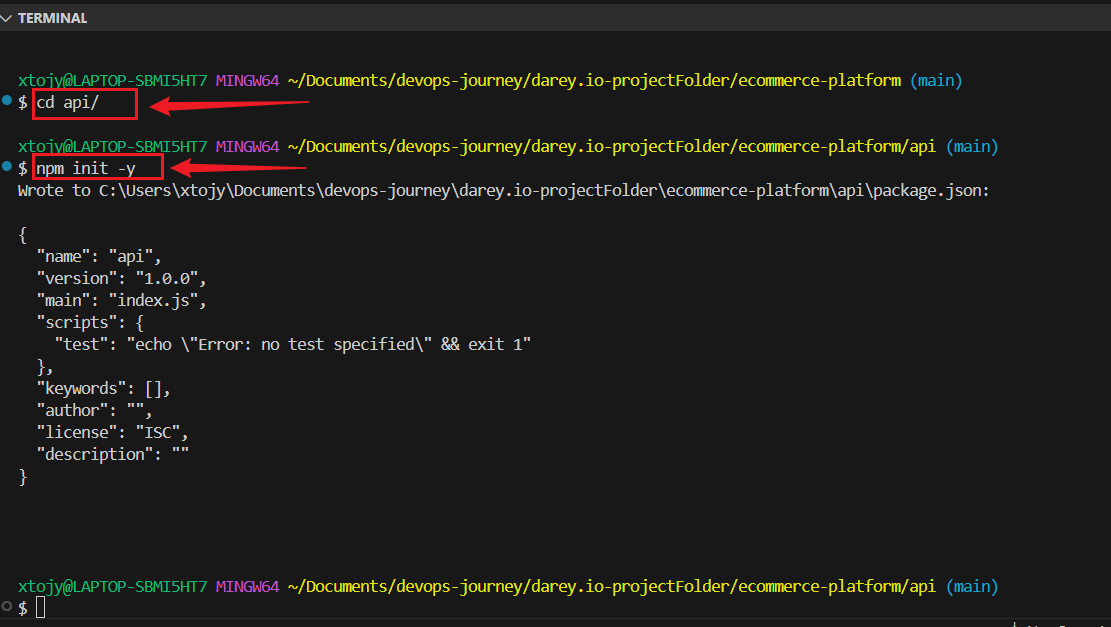 TERMINAL
xtojy@LAPTOP-SBMI5HT7 MINGW64 ~/Documents/devops-journey/darey.io-projectFolder/ecommerce-platform (main)
$ cd api/
xtojy@LAPTOP-SBMI5HT7 MINGW64 ~/Documents/devops-journey/darey.io-projectFolder/ecommerce-platform/api (main)
$ npm init -y
Wrote to C:\Users\xtojy\Documents\devops-journey\darey.io-projectFolder\ecommerce-platform\api\package.json:
{
  "name": "api",
  "version": "1.0.0",
  "main": "index.js",
  "scripts": {
    "test": "echo \"Error: no test specified\" && exit 1"
  },
  "keywords": [],
  "author": "",
  "license": "ISC",
  "description": ""
}
xtojy@LAPTOP-SBMI5HT7 MINGW64 ~/Documents/devops-journey/darey.io-projectFolder/ecommerce-platform/api (main)
$